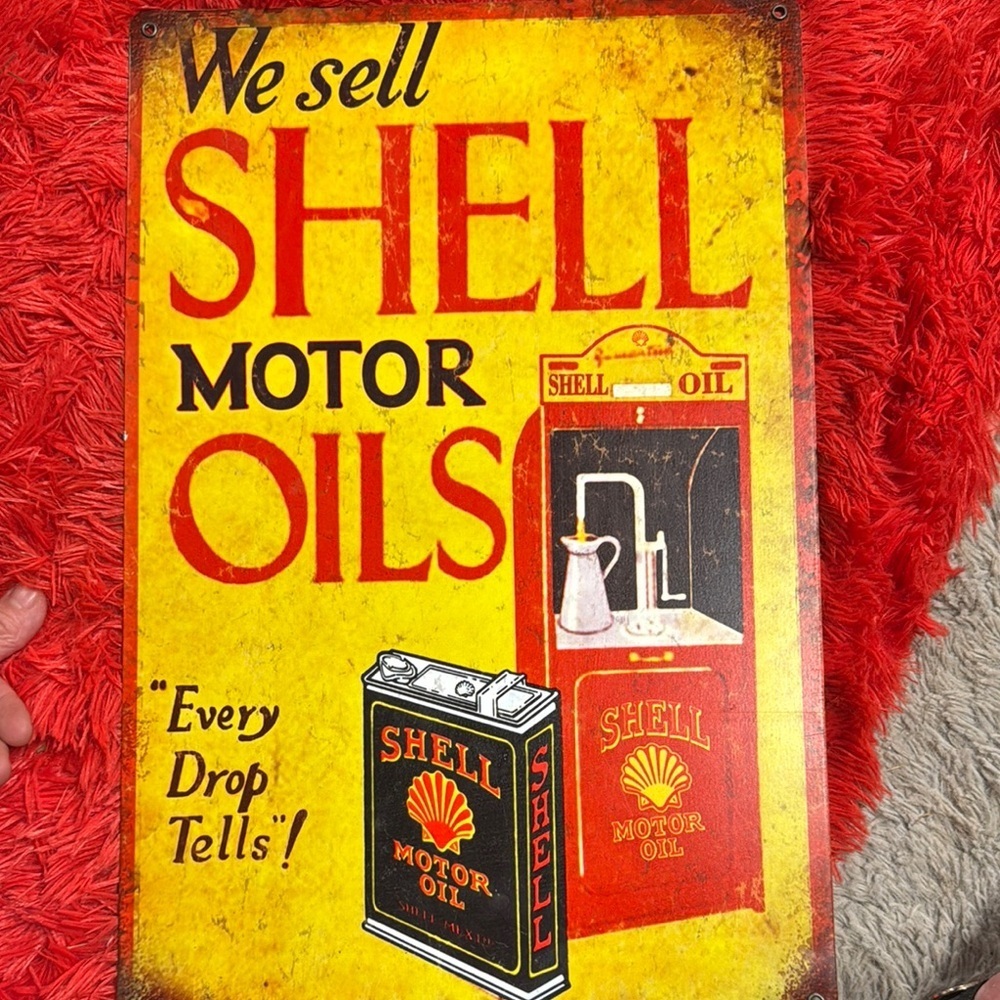 We sell
SHELL
MOTOR
OILS
SHELL OIL
"Every
Drop
Tells"!
SHELL
MOTOR
OIL
SHELL
SHELL
MOTOR
OIL